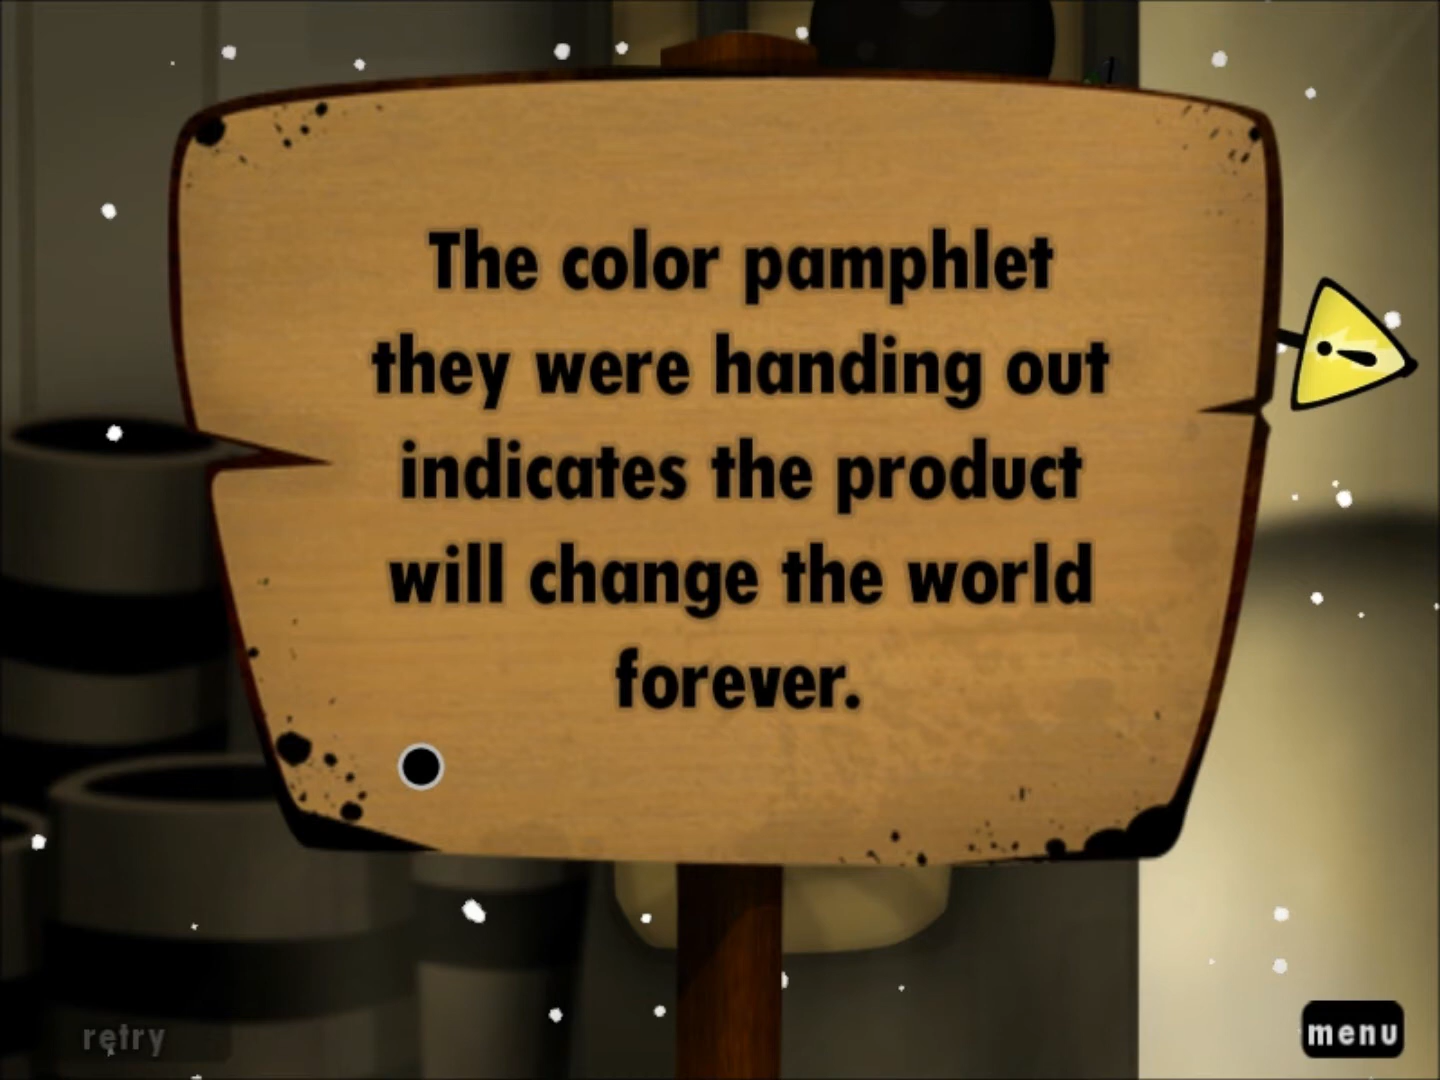 The color pamphlet
they were handing out
indicates the product
will change the world
forever.
retry
menu